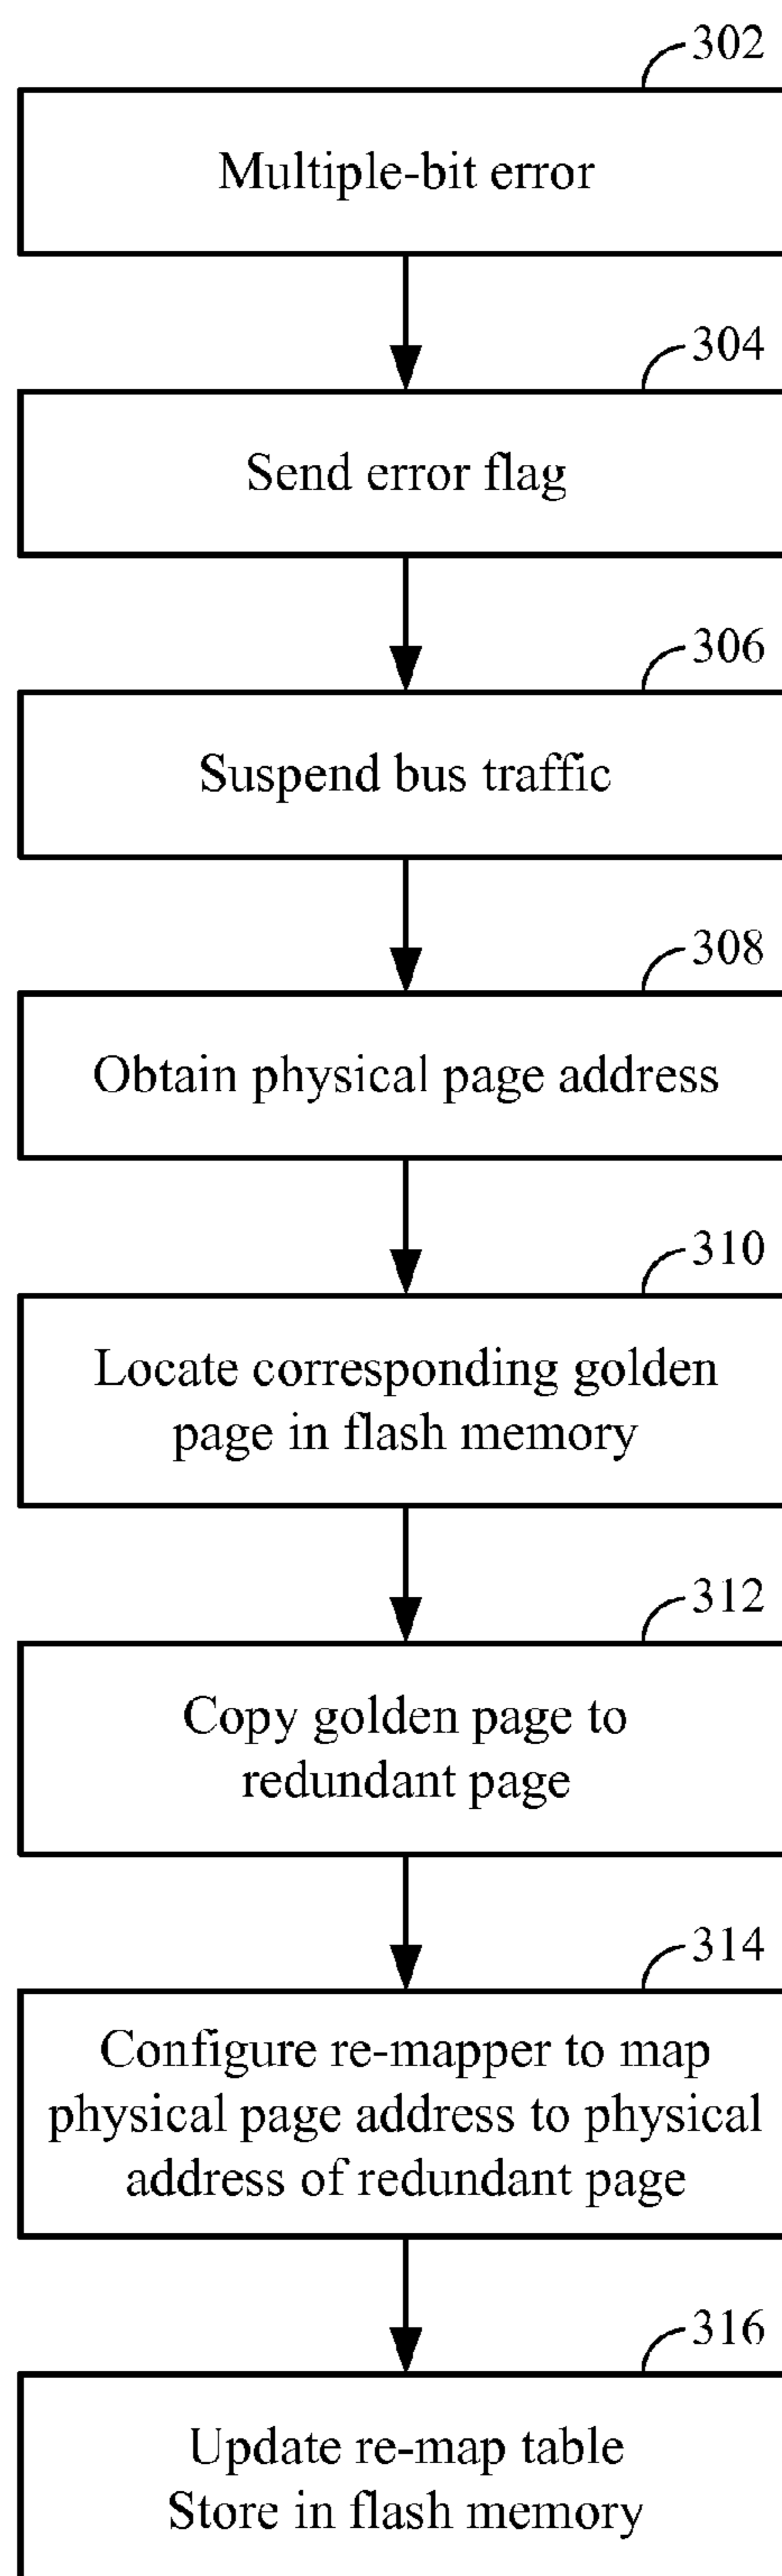 302
Multiple-bit error
304
Send error flag
306
Suspend bus traffic
308
Obtain physical page address
310
Locate corresponding golden
page in flash memory
312
Copy golden page to
redundant page
314
Configure re-mapper to map
physical page address to physical
address of redundant page
316
Update re-map table
Store in flash memory